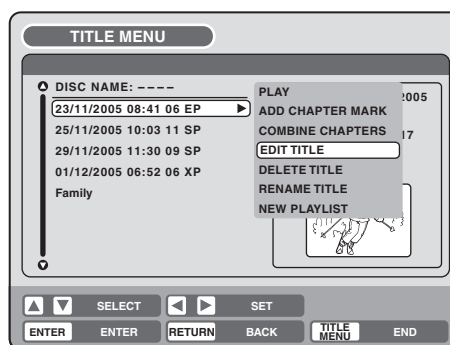 TITLE MENU
DISC NAME: – – – –
23/11/2005 08:41 06 EP
25/11/2005 10:03 11 SP
29/11/2005 11:30 09 SP
01/12/2005 06:52 06 XP
Family
PLAY
ADD CHAPTER MARK
COMBINE CHAPTERS
EDIT TITLE
DELETE TITLE
RENAME TITLE
NEW PLAYLIST
2005
17
SELECT SET
ENTER ENTER RETURN BACK TITLE MENU END